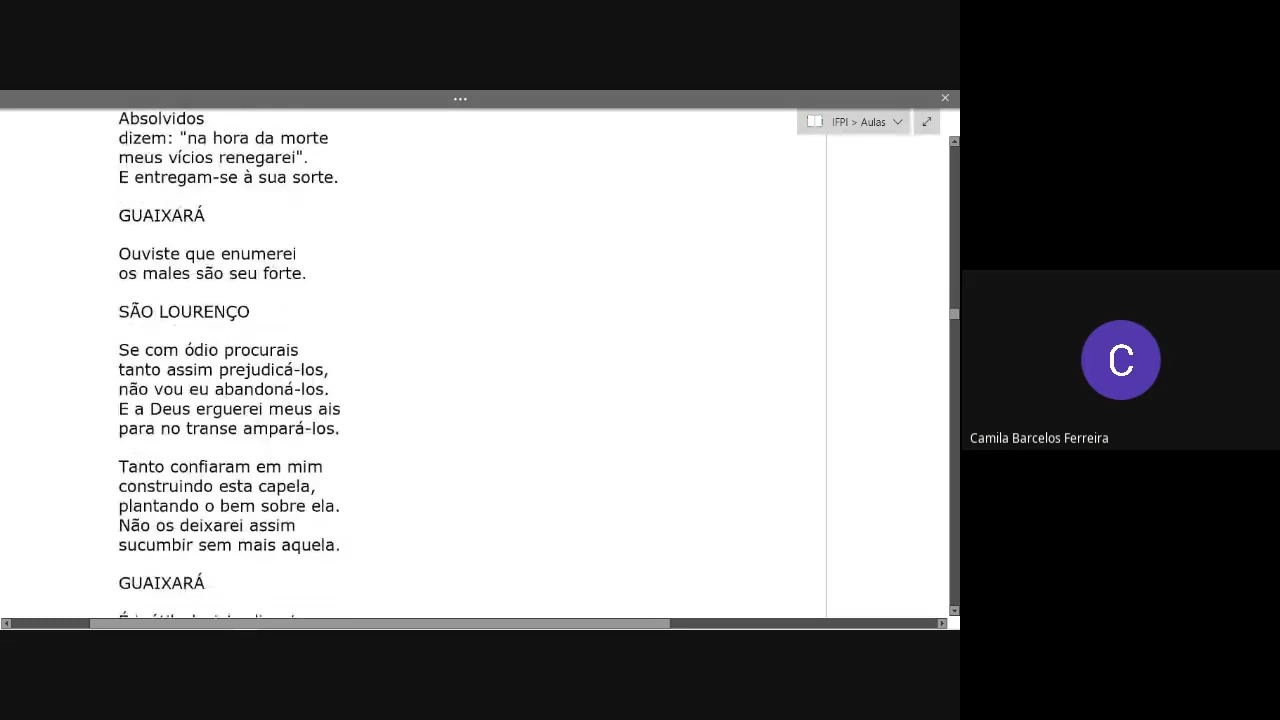 Absolvidos
dizem: "na hora da morte
meus vícios renegarei".
E entregam-se à sua sorte.
GUAIXARÁ
Ouviste que enumerei
os males são seu forte.
SÃO LOURENÇO
Se com ódio procurais
tanto assim prejudicá-los,
não vou eu abandoná-los.
E a Deus erguerei meus ais
para no transe ampará-los.
Tanto confiaram em mim
construindo esta capela,
plantando o bem sobre ela.
Não os deixarei assim
sucumbir sem mais aquela.
GUAIXARÁ
IFPI > Aulas
C
Camila Barcelos Ferreira